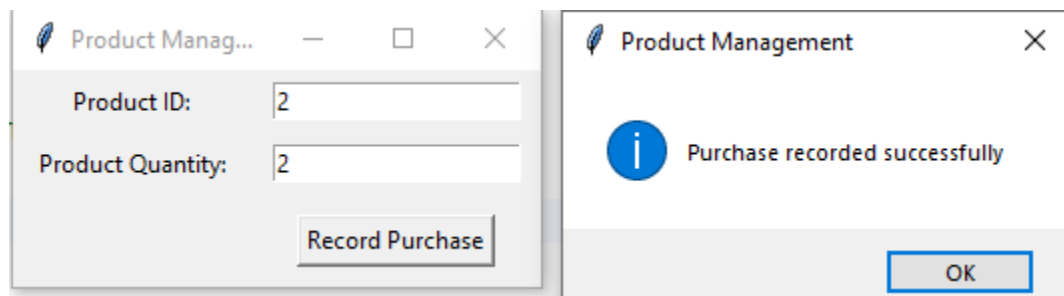 Product Manag...
Product ID:
2
Product Quantity:
2
Record Purchase
Product Management
Purchase recorded successfully
OK